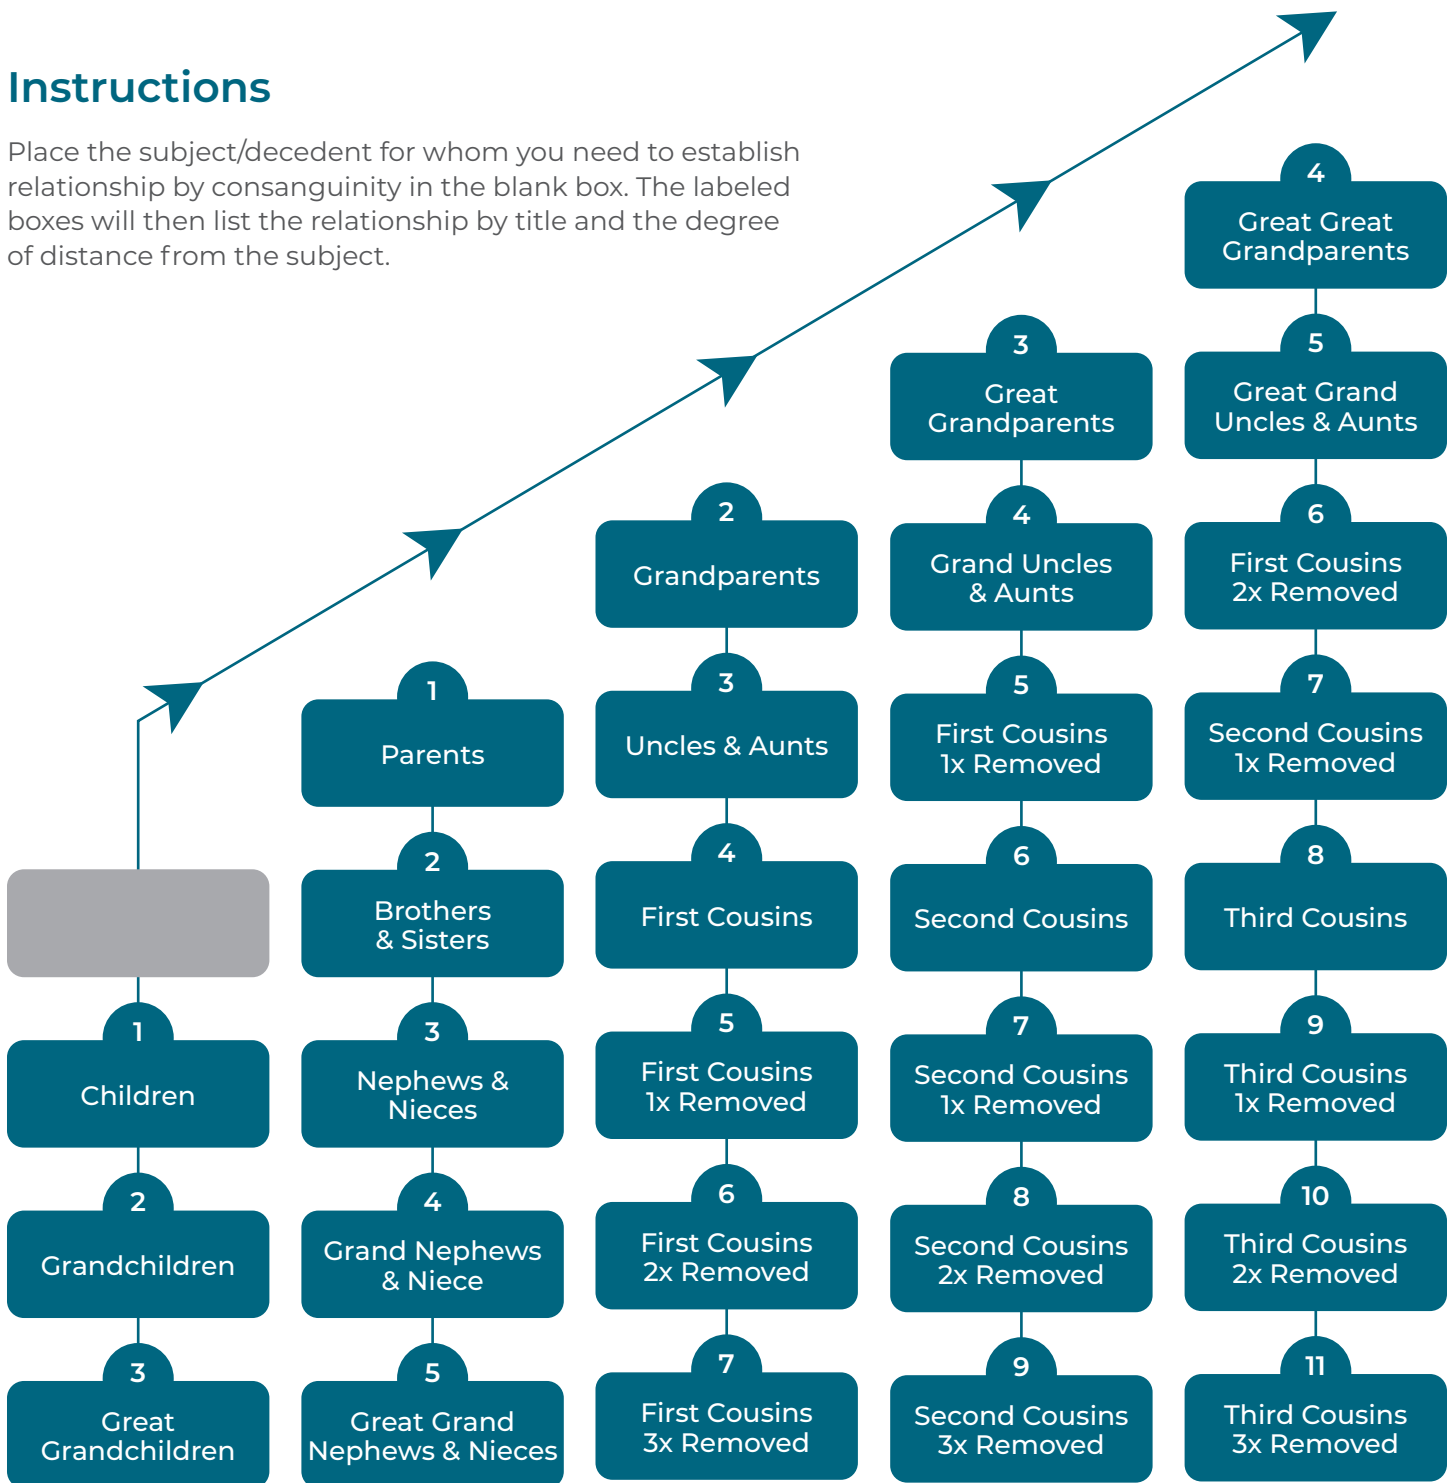 Instructions
Place the subject/decedent for whom you need to establish
relationship by consanguinity in the blank box. The labeled
boxes will then list the relationship by title and the degree
of distance from the subject.
1
Children
2
Grandchildren
3
Great
Grandchildren
1
Parents
2
Brothers
& Sisters
3
Nephews &
Nieces
4
Grand Nephews
& Niece
5
Great Grand
Nephews & Nieces
2
Grandparents
3
Uncles & Aunts
4
First Cousins
5
First Cousins
1x Removed
6
First Cousins
2x Removed
7
First Cousins
3x Removed
3
Great
Grandparents
4
Grand Uncles
& Aunts
5
First Cousins
1x Removed
6
Second Cousins
7
Second Cousins
1x Removed
8
Second Cousins
2x Removed
9
Second Cousins
3x Removed
4
Great Great
Grandparents
5
Great Grand
Uncles & Aunts
6
First Cousins
2x Removed
7
Second Cousins
1x Removed
8
Third Cousins
9
Third Cousins
1x Removed
10
Third Cousins
2x Removed
11
Third Cousins
3x Removed